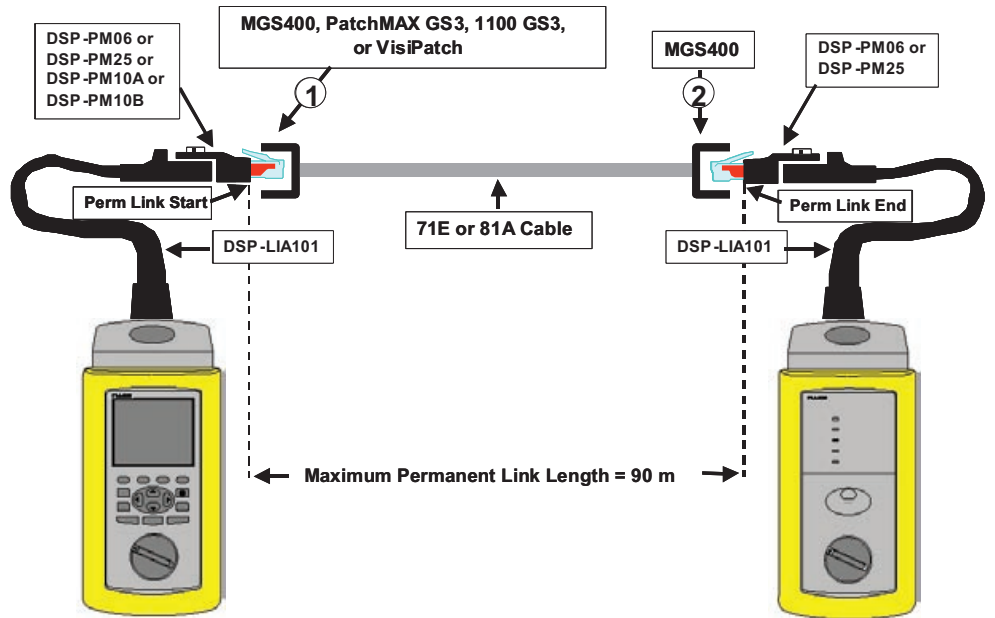 MGS400, PatchMAX GS3, 1100 GS3,
or VisiPatch
DSP-PM06 or
DSP-PM25 or
DSP-PM10A or
DSP-PM10B
MGS400
DSP-PM06 or
DSP-PM25
1
2
Perm Link Start
71E or 81A Cable
Perm Link End
DSP-LIA101
DSP-LIA101
Maximum Permanent Link Length = 90 m
FLUKE